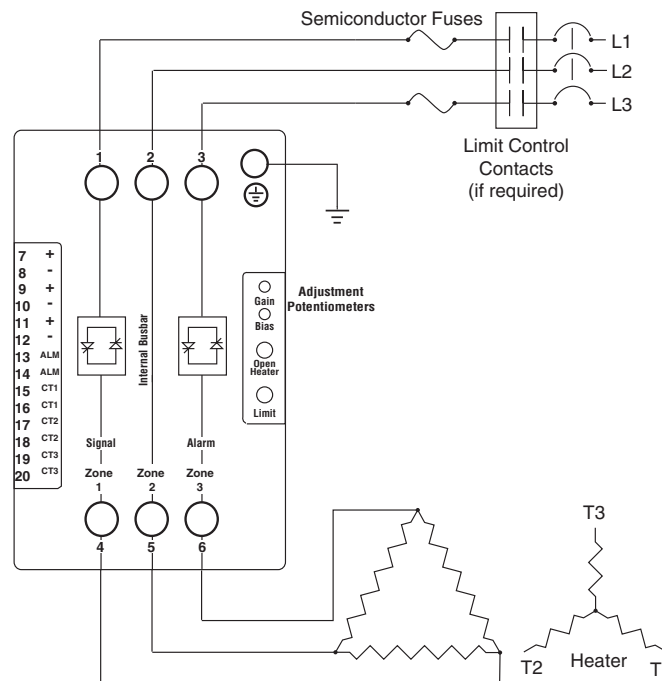 Semiconductor Fuses
L1
L2
L3
Limit Control
Contacts
(if required)
1 2 3
7 +
8 -
9 +
10 -
11 +
12 -
13 ALM
14 ALM
15 CT1
16 CT1
17 CT2
18 CT2
19 CT3
20 CT3
Internal Busbar
Gain
Bias
Open
Heater
Limit
Adjustment
Potentiometers
Signal
Alarm
Zone Zone Zone
1 2 3
4 5 6
T3
T2
Heater
T